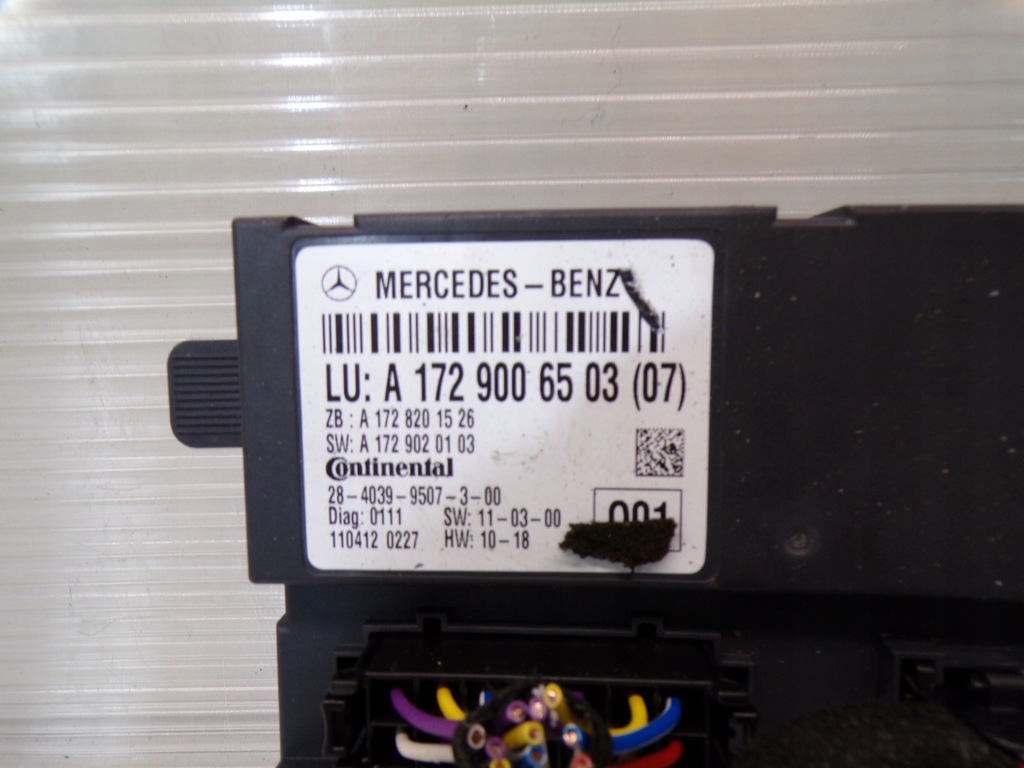 MERCEDES-BENZ
LU: A 172 900 65 03 (07)
ZB : A 172 820 15 26
SW: A 172 902 01 03
Continental
28-4039-9507-3-00
Diag: 0111 SW: 11-03-00
110412 0227 HW: 10-18